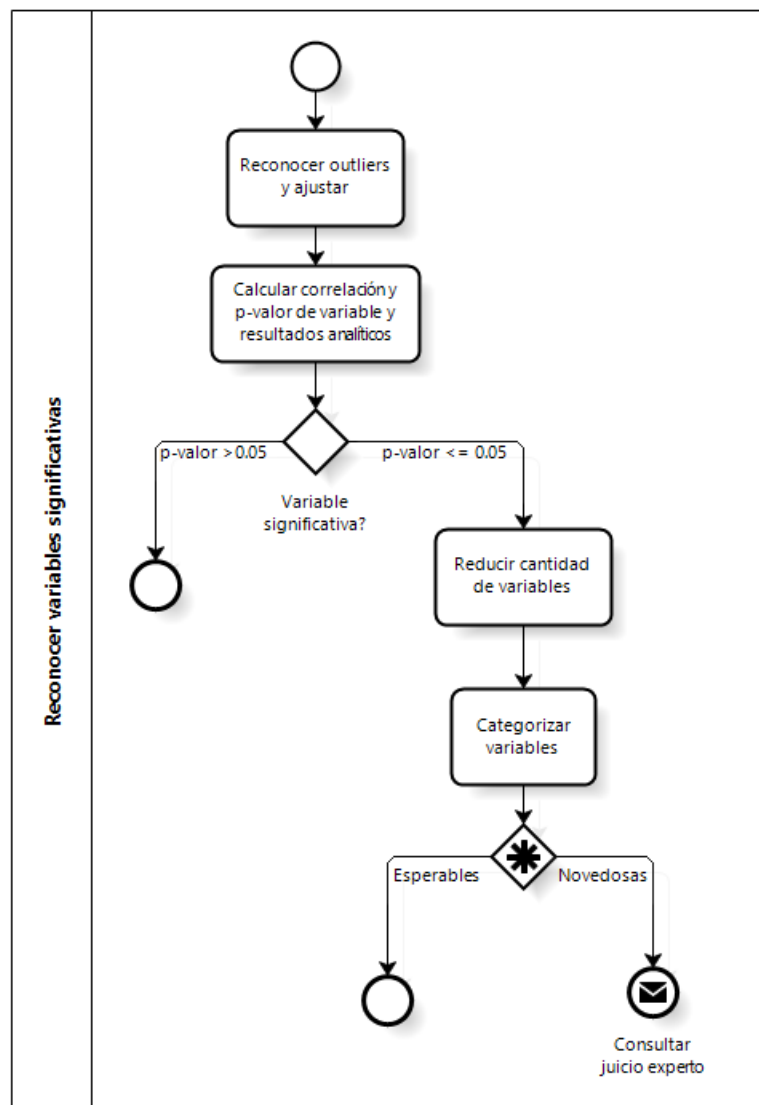 Reconocer variables significativas
Reconocer outliers
y ajustar
Calcular correlación y
p-valor de variable y
resultados analíticos
p-valor >0.05
p-valor <= 0.05
Variable
significativa?
Reducir cantidad
de variables
Categorizar
variables
Esperables
Novedosas
Consultar
juicio experto